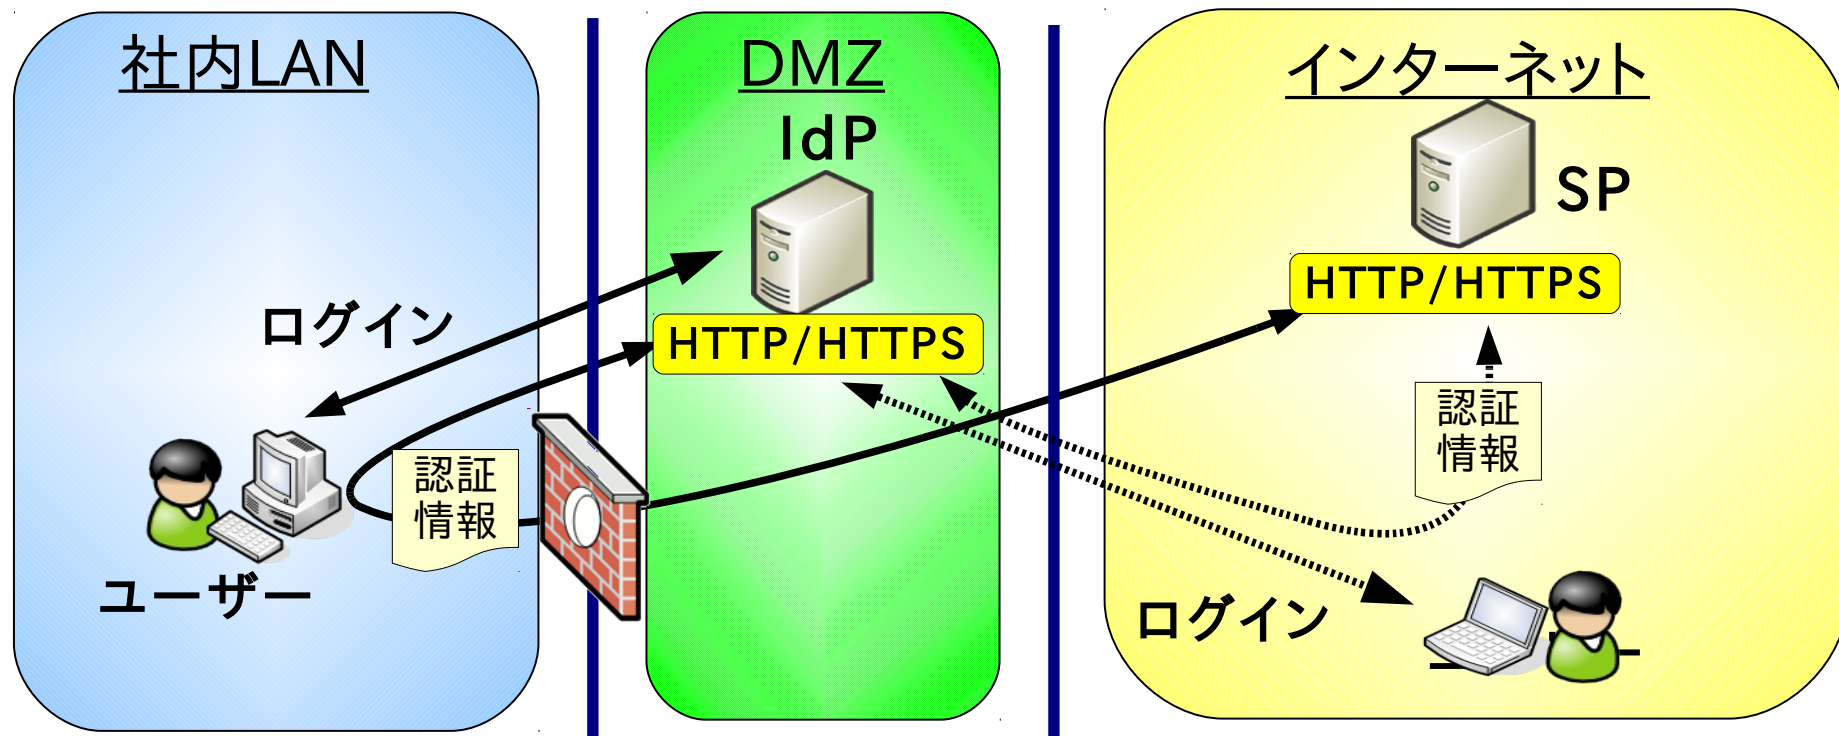 社内LAN
DMZ
インターネット
IdP
SP
HTTP/HTTPS
ログイン
HTTP/HTTPS
認証
情報
認証
情報
ユーザー
ログイン